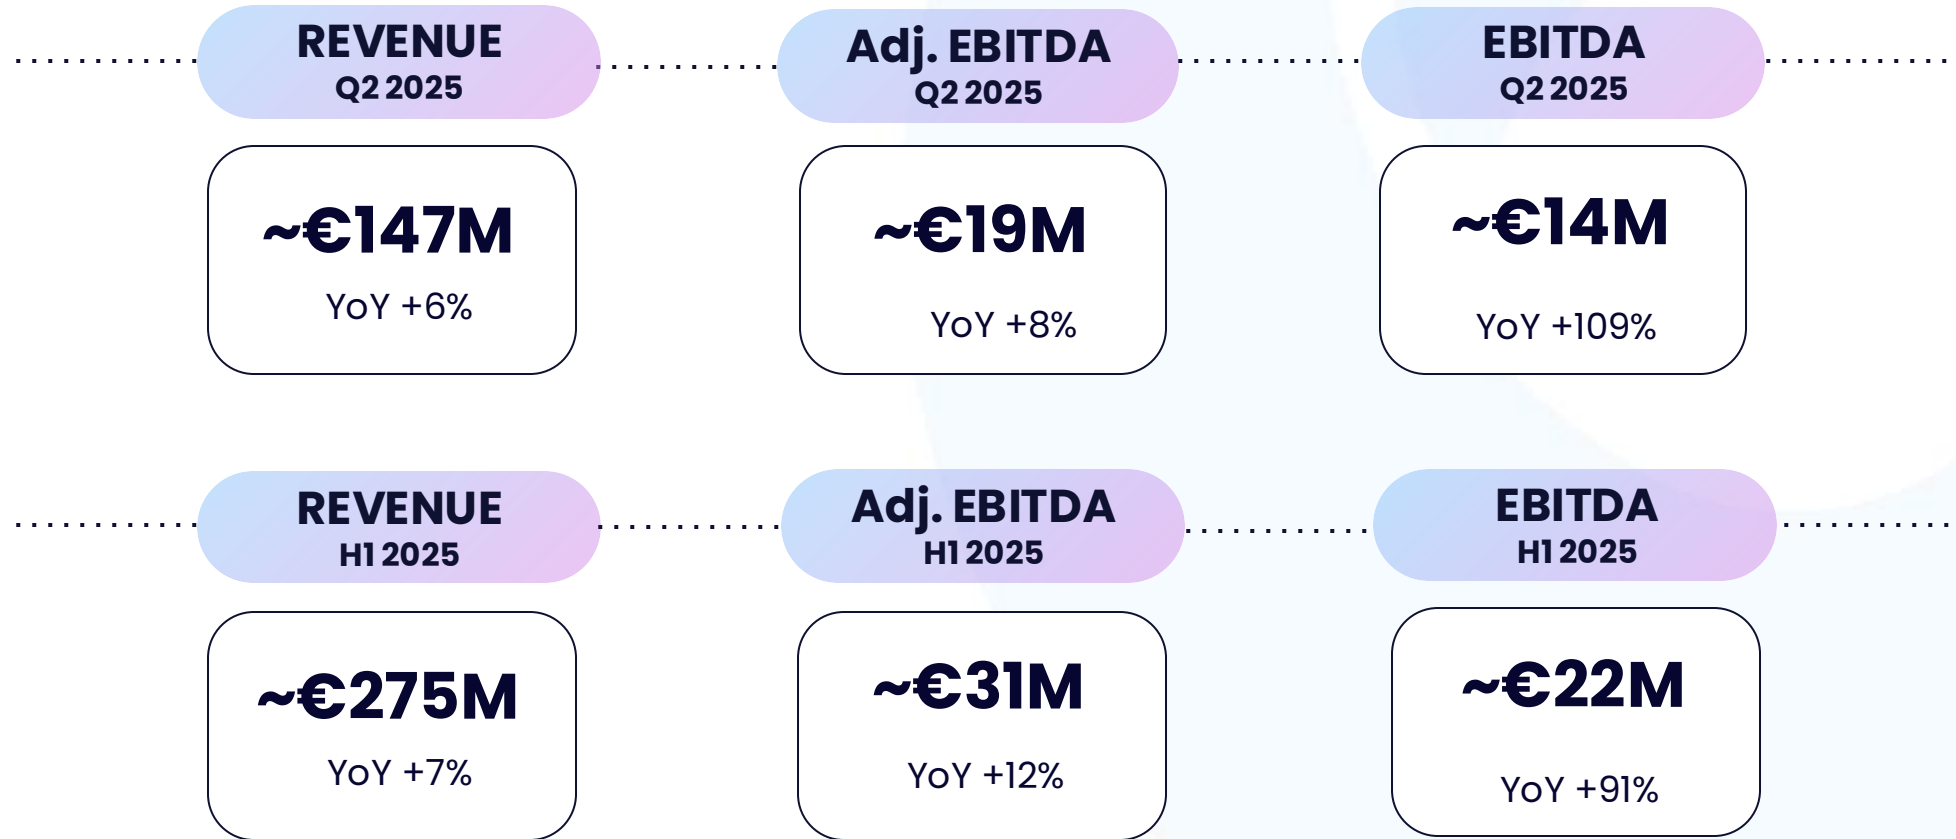 REVENUE
Q2 2025
Adj. EBITDA
Q2 2025
EBITDA
Q2 2025
~€147M
YoY +6%
~€19M
YoY +8%
~€14M
YoY +109%
REVENUE
H1 2025
Adj. EBITDA
H1 2025
EBITDA
H1 2025
~€275M
YoY +7%
~€31M
YoY +12%
~€22M
YoY +91%